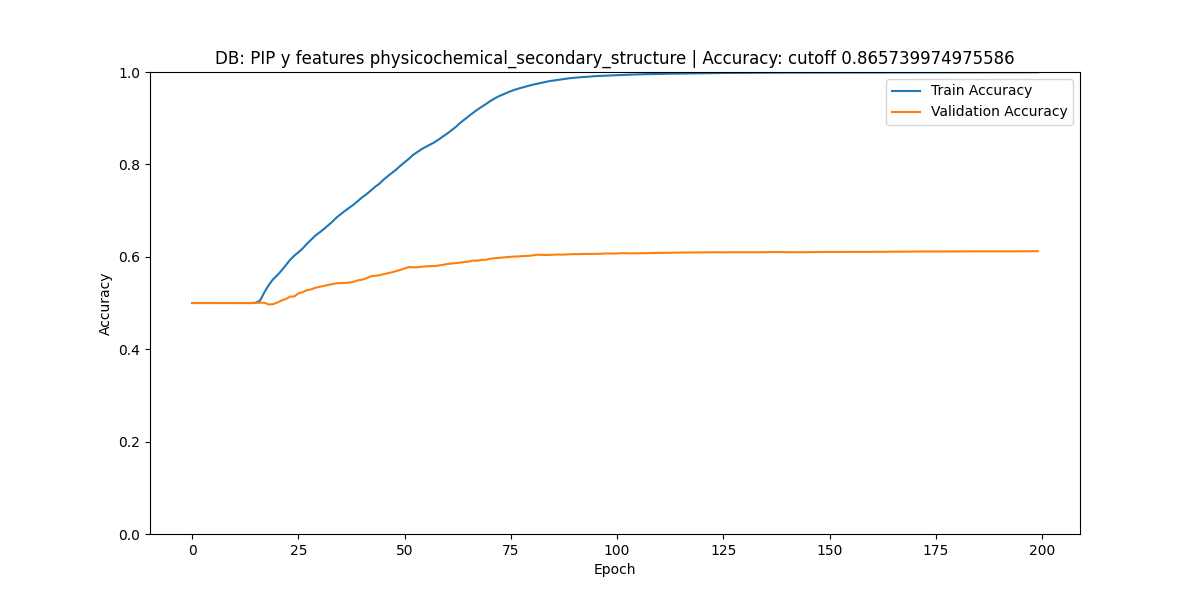 DB: PIP y features physicochemical_secondary_structure | Accuracy: cutoff 0.865739974975586
Train Accuracy
Validation Accuracy
Accuracy
1.0
0.8
0.6
0.4
0.2
0.0
0 25 50 75 100 125 150 175 200
Epoch